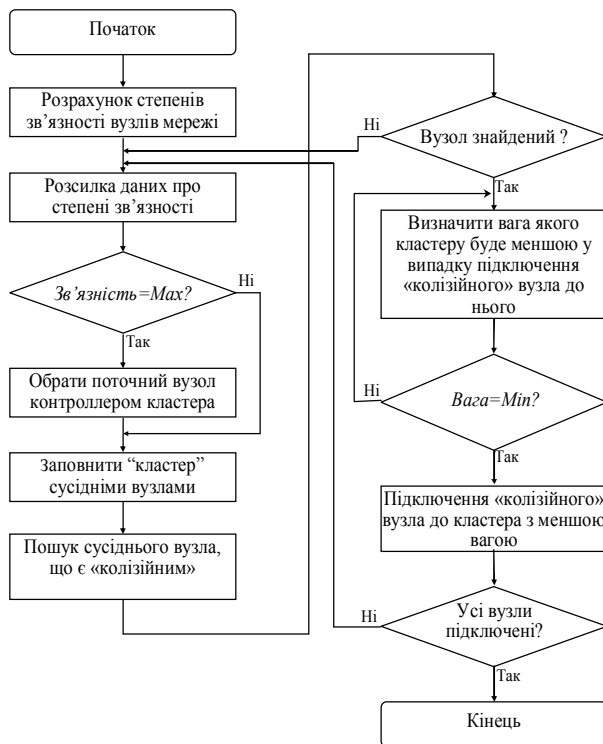 Початок
Розрахунок степенів
зв’язності вузлів мережі
Розсилка даних про
степені зв’язності
Зв’язність=Max?
Ні
Так
Обрати поточний вузол
контроллером кластера
Заповнити “кластер”
сусідніми вузлами
Пошук сусіднього вузла,
що є «колізійним»
Ні
Вузол знайдений ?
Так
Визначити вага якого
кластеру буде меншою у
випадку підключення
«колізійного» вузла до
нього
Ні
Вага=Min?
Так
Підключення «колізійного»
вузла до кластера з меншою
вагою
Ні
Усі вузли
підключені?
Так
Кінець